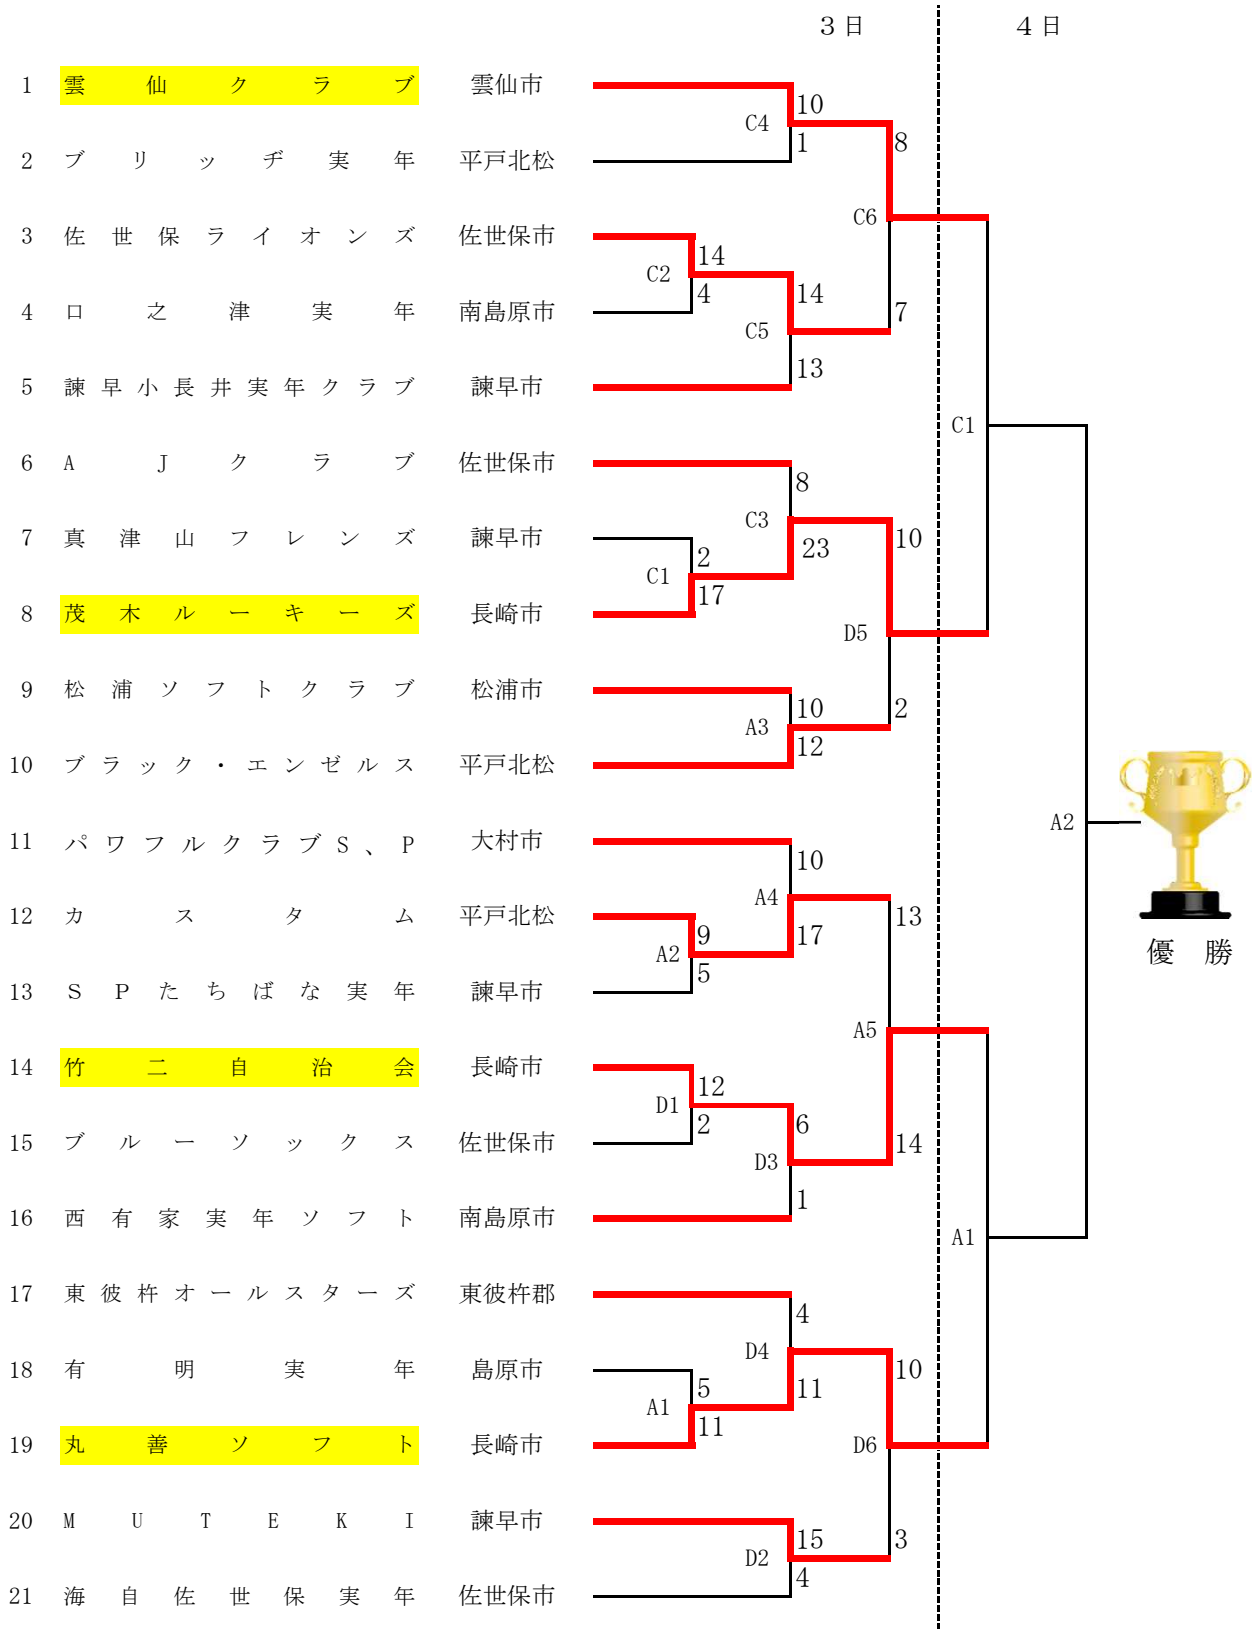 ３日 ４日
1 雲仙クラブ 雲仙市
10
C4
1
8
2 ブリッヂ実年 平戸北松
C6
3 佐世保ライオンズ 佐世保市
14
C2
4
14
7
4 口之津実年 南島原市
C5
13
5 諫早小長井実年クラブ 諫早市
C1
6 AJクラブ 佐世保市
8
C3
23
10
7 真津山フレンズ 諫早市
2
C1
17
8 茂木ルーキーズ 長崎市
D5
9 松浦ソフトクラブ 松浦市
10
A3
12
2
10 ブラック・エンゼルス 平戸北松
A2
11 パワフルクラブS、P 大村市
10
A4
17
13
12 カスタム 平戸北松
9
A2
5
優勝
13 ＳＰたちばな実年 諫早市
A5
14 竹二自治会 長崎市
12
D1
2
6
14
15 ブルーソックス 佐世保市
D3
1
16 西有家実年ソフト 南島原市
A1
17 東彼杵オールスターズ 東彼杵郡
4
D4
11
10
18 有明実年 島原市
5
A1
11
19 丸善ソフト 長崎市
D6
20 MUTEKI 諫早市
15
D2
4
3
21 海自佐世保実年 佐世保市